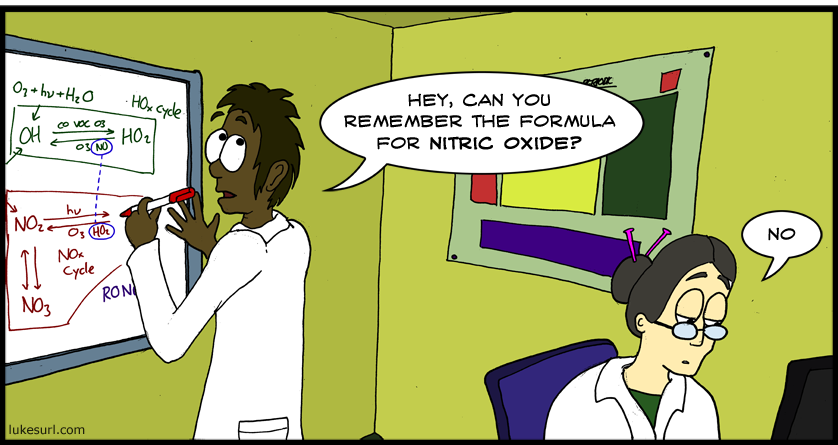 O₃+hν+H₂O
HOx cycle
OH CO VOC O3 HO₂
O3 NO
NO₂ hν
O₃ HO₂
NOx
cycle
NO₃
HEY, CAN YOU
REMEMBER THE FORMULA
FOR NITRIC OXIDE?
NO
lukesurl.com